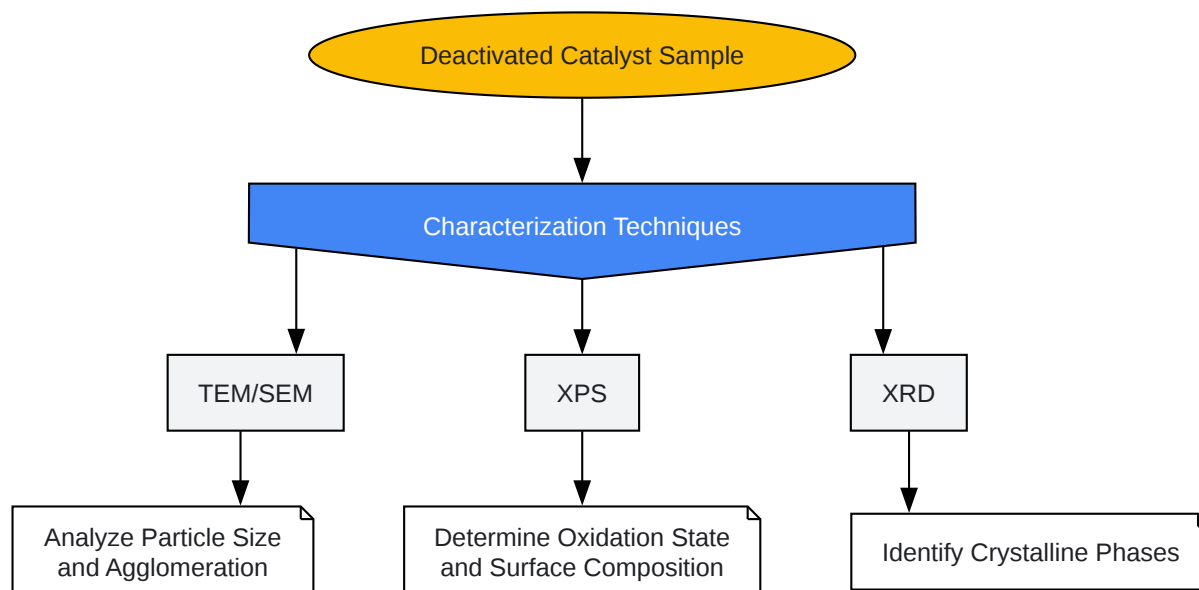 Deactivated Catalyst Sample
Characterization Techniques
TEM/SEM
XPS
XRD
Analyze Particle Size
and Agglomeration
Determine Oxidation State
and Surface Composition
Identify Crystalline Phases